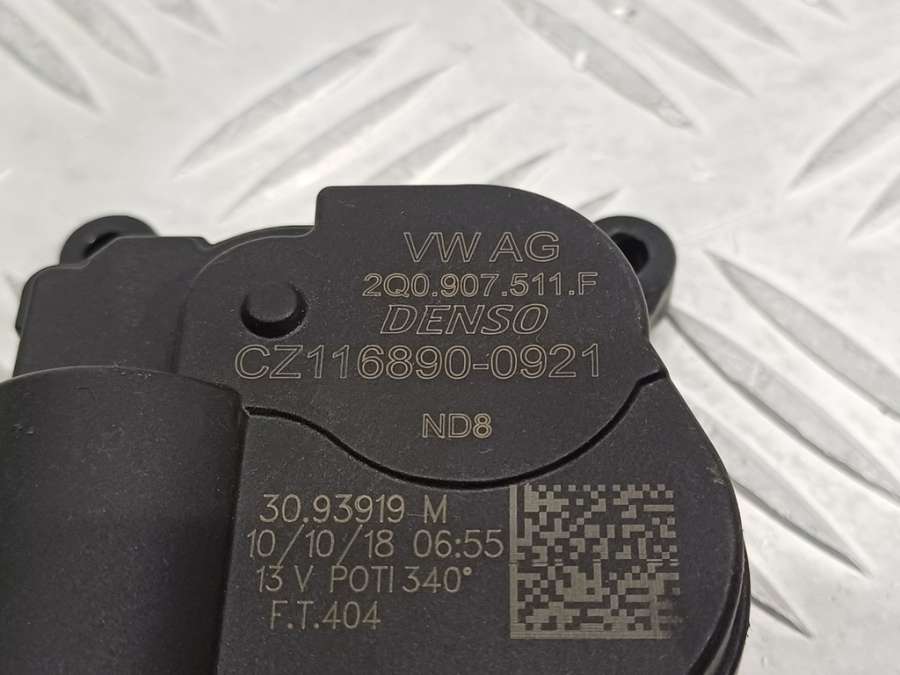 VW AG
2Q0.907.511.F
DENSO
CZ116890-0921
ND8
30.93919 M
10/10/18 06:55
13 V POTI 340°
F.T.404